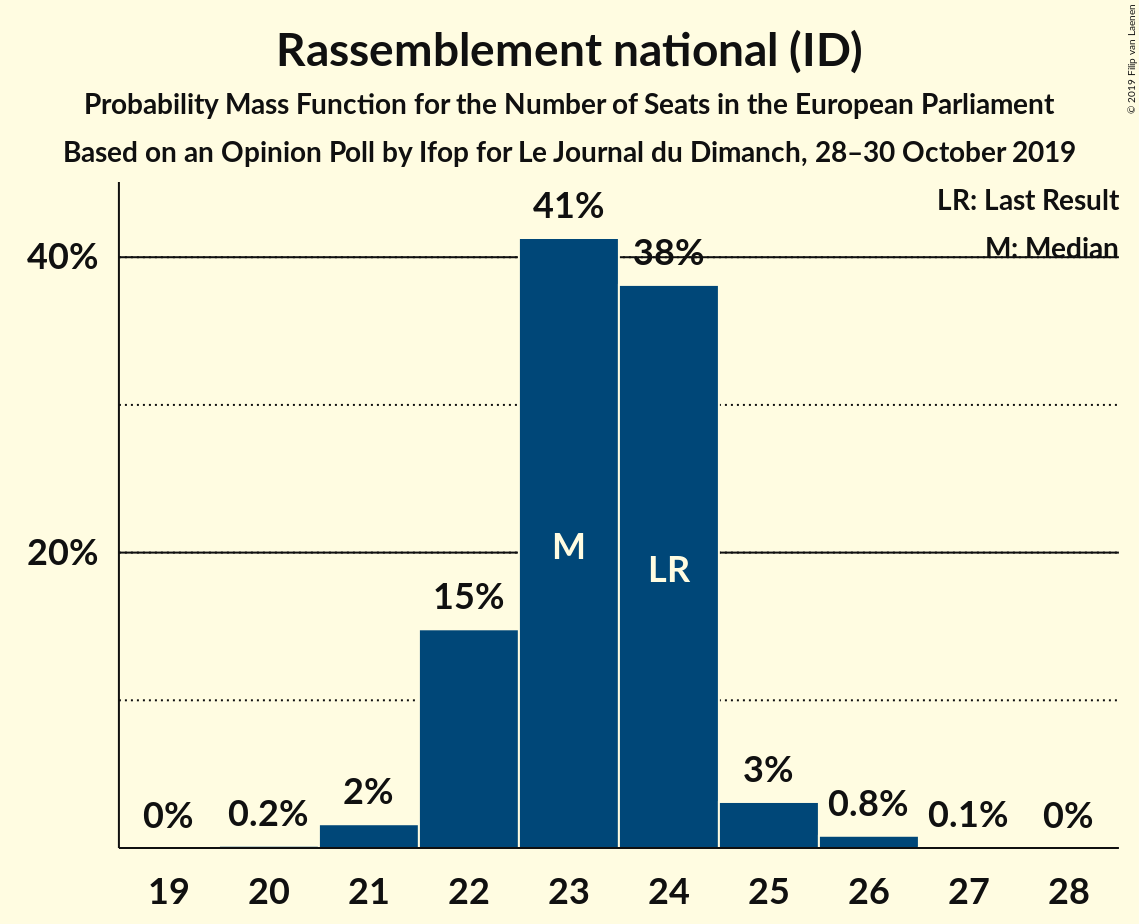 Rassemblement national (ID)
Probability Mass Function for the Number of Seats in the European Parliament
Based on an Opinion Poll by Ifop for Le Journal du Dimanch, 28–30 October 2019
© 2019 Filip van Laenen
LR: Last Result
M: Median
40%
20%
0%
0.2%
2%
15%
41%
38%
3%
0.8%
0.1%
0%
M
LR
19 20 21 22 23 24 25 26 27 28